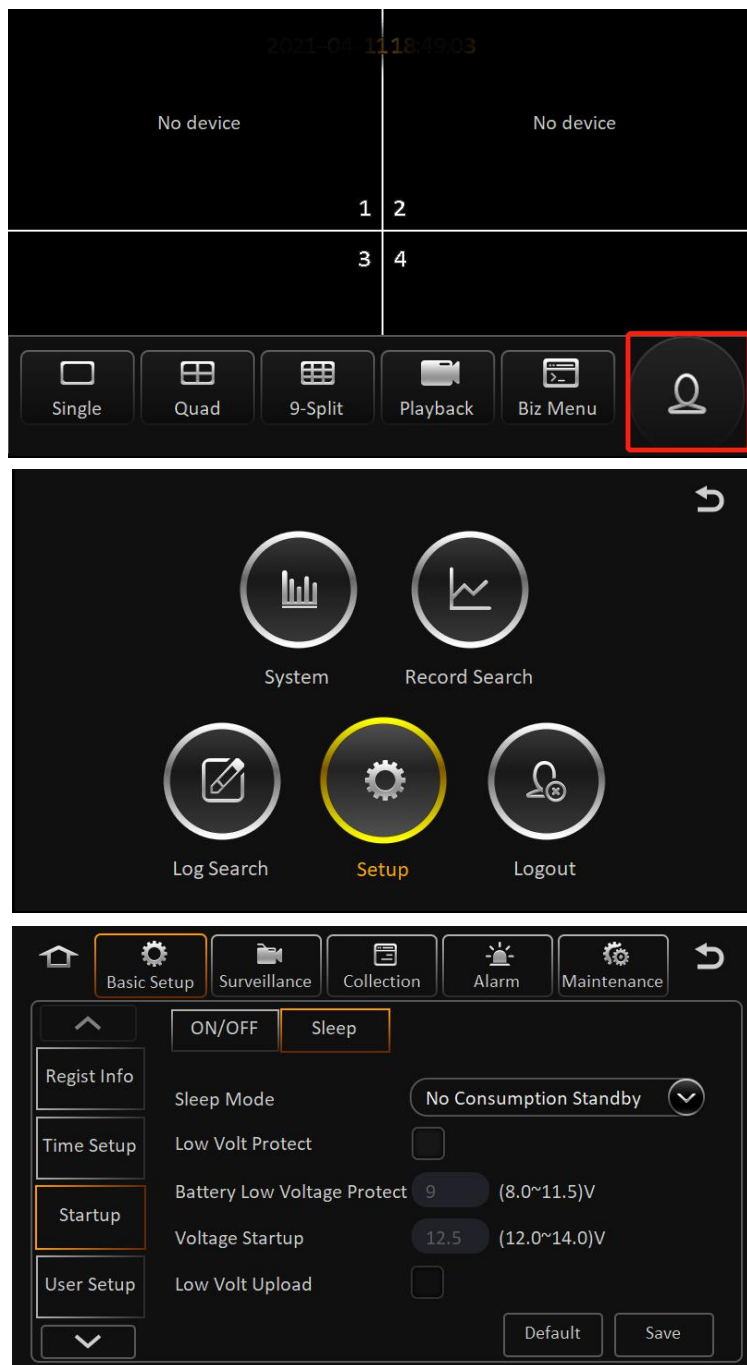 2021-04-11 18:49:03
No device No device
1 2
3 4
Single Quad 9-Split Playback Biz Menu
System Record Search
Log Search Setup Logout
Basic Setup Surveillance Collection Alarm Maintenance
ON/OFF Sleep
Regist Info
Sleep Mode No Consumption Standby
Time Setup Low Volt Protect
Battery Low Voltage Protect 9 (8.0~11.5)V
Startup
Voltage Startup 12.5 (12.0~14.0)V
User Setup Low Volt Upload
Default Save